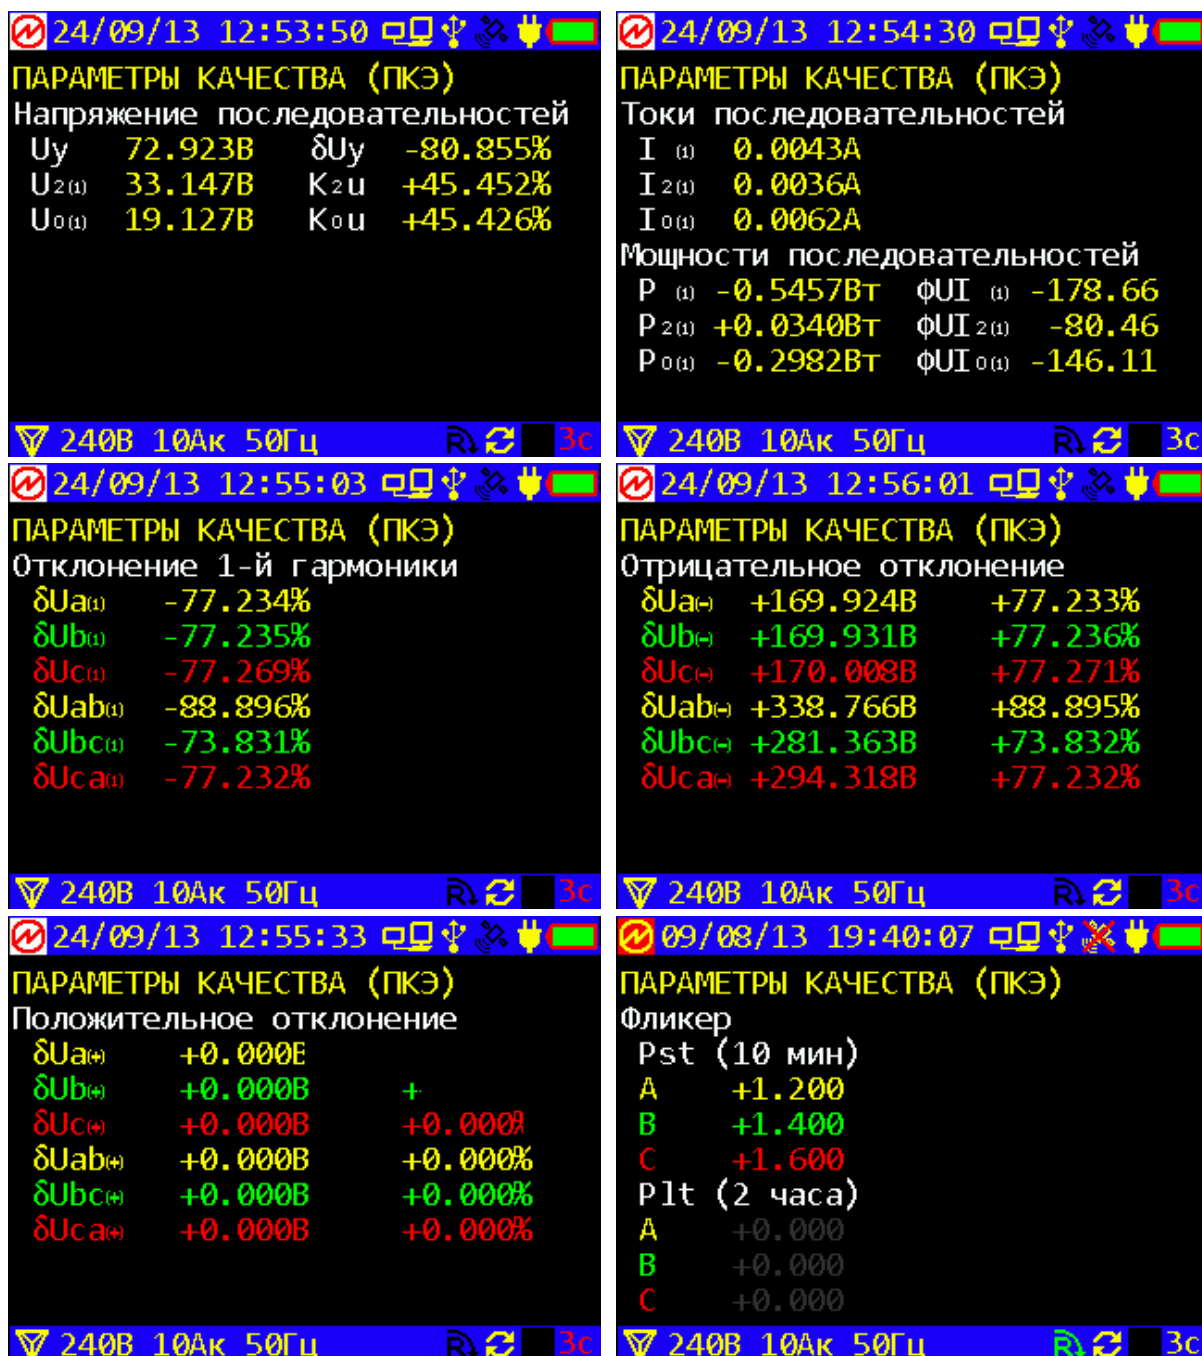 24/09/13 12:53:50
ПАРАМЕТРЫ КАЧЕСТВА (ПКЭ)
Напряжение последовательностей
Uy 72.923В δUy -80.855%
U2(1) 33.147В K2u +45.452%
U0(1) 19.127В K0u +45.426%
240В 10Ак 50Гц R 3с
24/09/13 12:54:30
ПАРАМЕТРЫ КАЧЕСТВА (ПКЭ)
Токи последовательностей
I (1) 0.0043А
I2(1) 0.0036А
I0(1) 0.0062А
Мощности последовательностей
P (1) -0.5457Вт ϕUI (1) -178.66
P2(1) +0.0340Вт ϕUI2(1) -80.46
P0(1) -0.2982Вт ϕUI0(1) -146.11
240В 10Ак 50Гц R 3с
24/09/13 12:55:03
ПАРАМЕТРЫ КАЧЕСТВА (ПКЭ)
Отклонение 1-й гармоники
δUa(1) -77.234%
δUb(1) -77.235%
δUc(1) -77.269%
δUab(1) -88.896%
δUbc(1) -73.831%
δUca(1) -77.232%
240В 10Ак 50Гц R 3с
24/09/13 12:56:01
ПАРАМЕТРЫ КАЧЕСТВА (ПКЭ)
Отрицательное отклонение
δUa(-) +169.924В +77.233%
δUb(-) +169.931В +77.236%
δUc(-) +170.008В +77.271%
δUab(-) +338.766В +88.895%
δUbc(-) +281.363В +73.832%
δUca(-) +294.318В +77.232%
240В 10Ак 50Гц R 3с
24/09/13 12:55:33
ПАРАМЕТРЫ КАЧЕСТВА (ПКЭ)
Положительное отклонение
δUa(+) +0.000В
δUb(+) +0.000В +
δUc(+) +0.000В +0.000%
δUab(+) +0.000В +0.000%
δUbc(+) +0.000В +0.000%
δUca(+) +0.000В +0.000%
240В 10Ак 50Гц R 3с
09/08/13 19:40:07
ПАРАМЕТРЫ КАЧЕСТВА (ПКЭ)
Фликер
Pst (10 мин)
A +1.200
B +1.400
C +1.600
Plt (2 часа)
A +0.000
B +0.000
C +0.000
240В 10Ак 50Гц R 3с